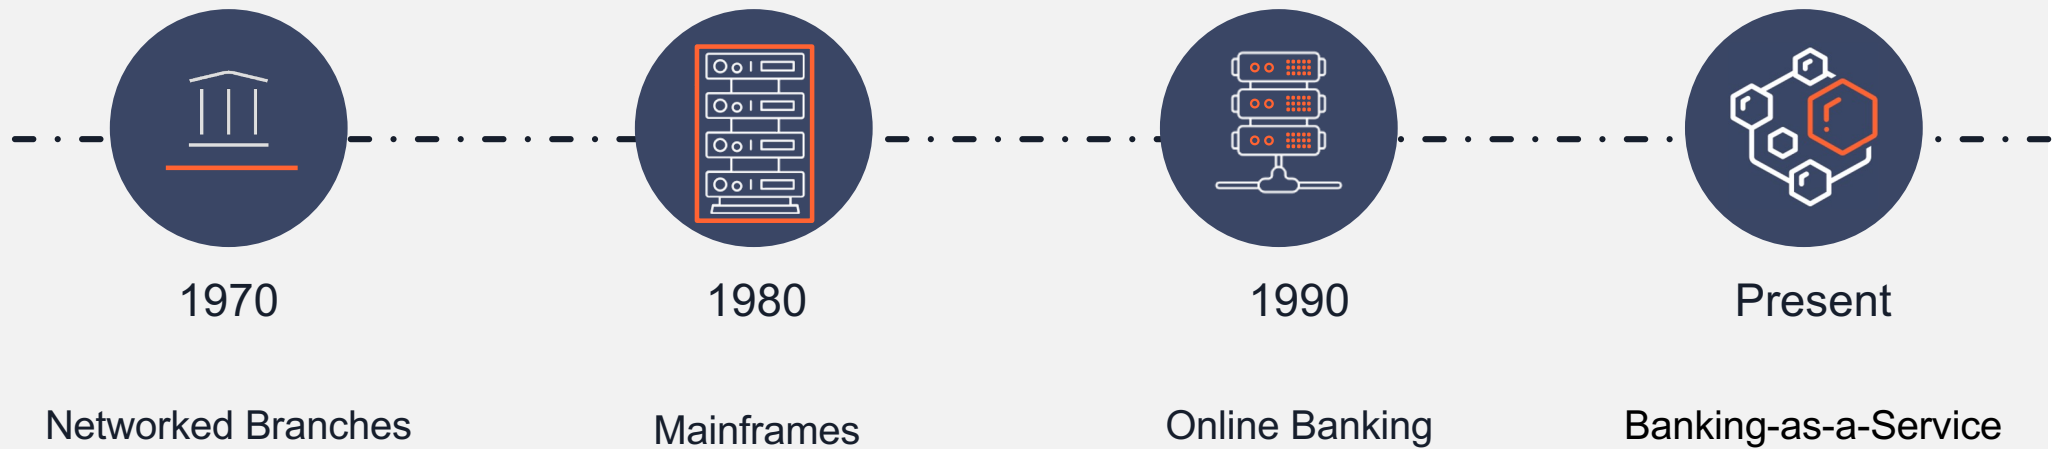 1970
1980
1990
Present
Networked Branches
Mainframes
Online Banking
Banking-as-a-Service